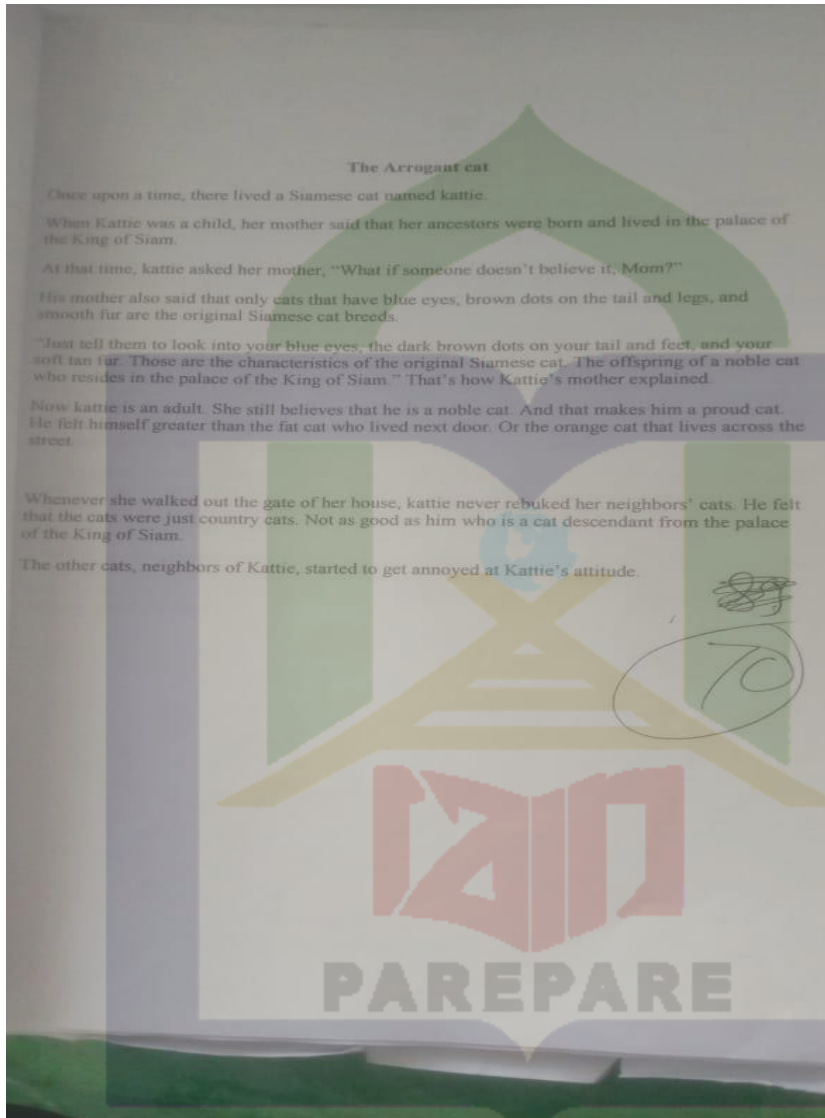 The Arrogant cat
Once upon a time, there lived a Siamese cat named kattie.
When Kattie was a child, her mother said that her ancestors were born and lived in the palace of
the King of Siam.
At that time, kattie asked her mother, "What if someone doesn't believe it, Mom?"
His mother also said that only cats that have blue eyes, brown dots on the tail and legs, and
smooth fur are the original Siamese cat breeds.
"Just tell them to look into your blue eyes, the dark brown dots on your tail and feet, and your
soft tan fur. Those are the characteristics of the original Siamese cat. The offspring of a noble cat
who resides in the palace of the King of Siam." That's how Kattie's mother explained.
Now kattie is an adult. She still believes that he is a noble cat. And that makes him a proud cat.
He felt himself greater than the fat cat who lived next door. Or the orange cat that lives across the
street.
Whenever she walked out the gate of her house, kattie never rebuked her neighbors' cats. He felt
that the cats were just country cats. Not as good as him who is a cat descendant from the palace
of the King of Siam.
The other cats, neighbors of Kattie, started to get annoyed at Kattie's attitude.
70
iain
PAREPARE